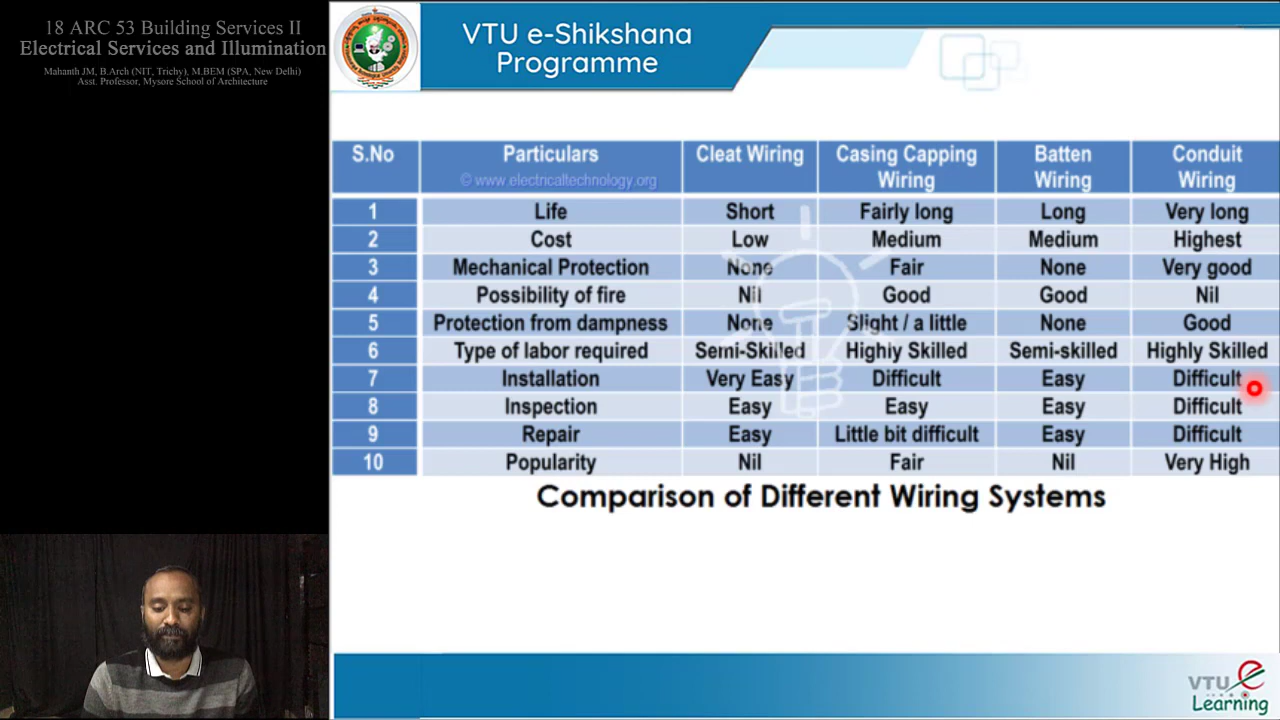 18 ARC 53 Building Services II
Electrical Services and Illumination
Mahanth JM, B.Arch (NIT, Trichy), M.BEM (SPA, New Delhi)
Asst. Professor, Mysore School of Architecture
VTU e-Shikshana
Programme
S.No Particulars Cleat Wiring Casing Capping Wiring Batten Wiring Conduit Wiring
© www.electricaltechnology.org
1 Life Short Fairly long Long Very long
2 Cost Low Medium Medium Highest
3 Mechanical Protection None Fair None Very good
4 Possibility of fire Nil Good Good Nil
5 Protection from dampness None Slight / a little None Good
6 Type of labor required Semi-Skilled Highly Skilled Semi-skilled Highly Skilled
7 Installation Very Easy Difficult Easy Difficult
8 Inspection Easy Easy Easy Difficult
9 Repair Easy Little bit difficult Easy Difficult
10 Popularity Nil Fair Nil Very High
Comparison of Different Wiring Systems
VTU e
Learning